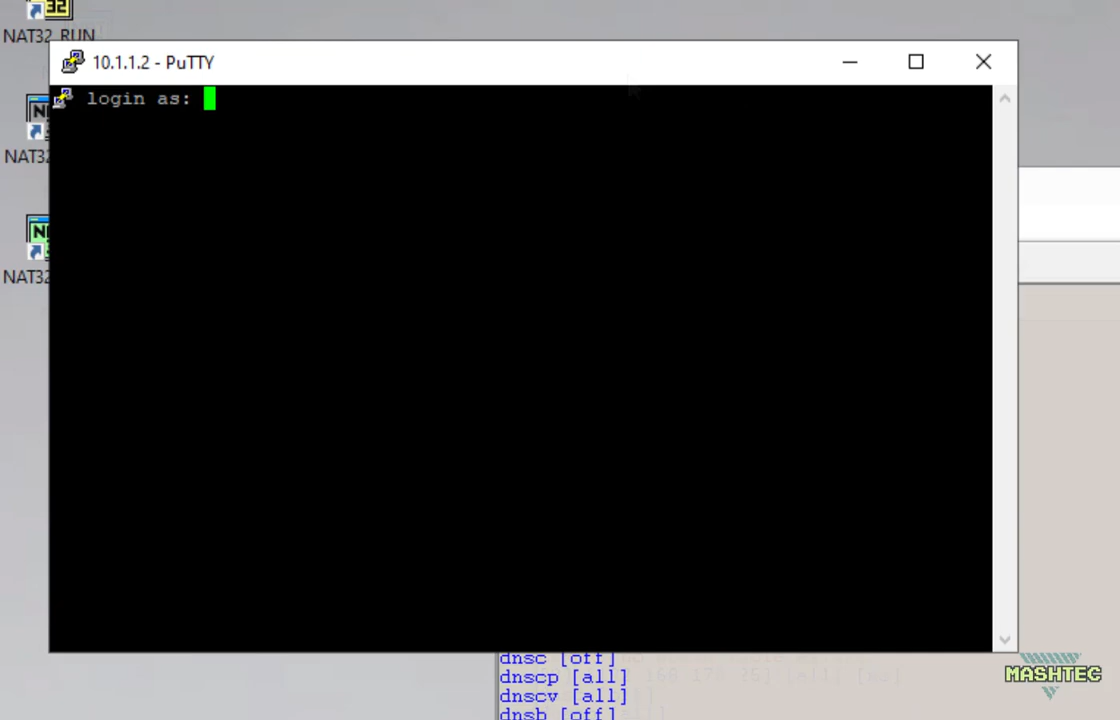 32
NAT32_RUN
10.1.1.2 - PuTTY
login as:
NAT32
NAT32
dnsc [off]
dnscp [all]
dnscv [all]
dnsb [off]
MASHTEC